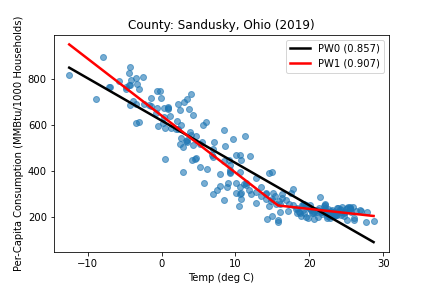 County: Sandusky, Ohio (2019)
PW0 (0.857)
PW1 (0.907)
Per-Capita Consumption (MMBtu/1000 Households)
800
600
400
200
−10
0
10
20
30
Temp (deg C)